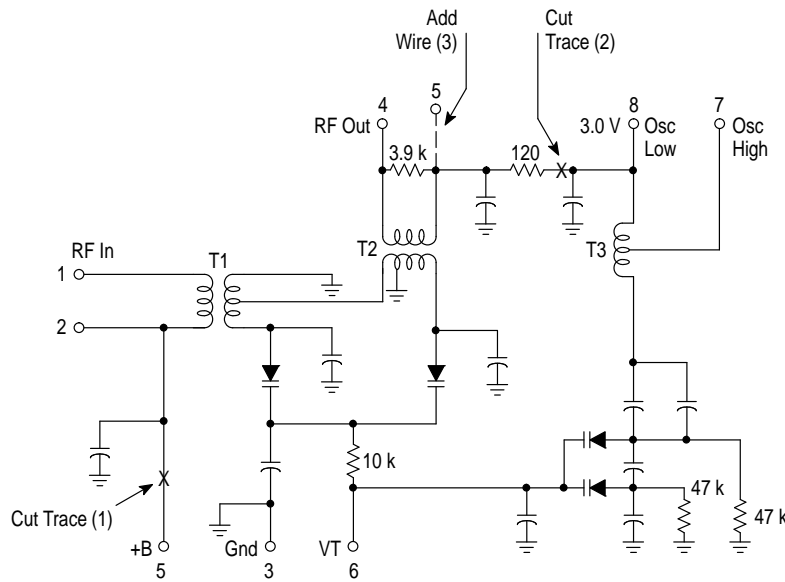 Add
Wire (3)
Cut
Trace (2)
4
5
8
7
RF Out
3.0 V
Osc
Low
Osc
High
3.9 k
120
X
RF In
T1
T2
T3
1
2
10 k
X
47 k
47 k
Cut Trace (1)
+B
Gnd
VT
5
3
6